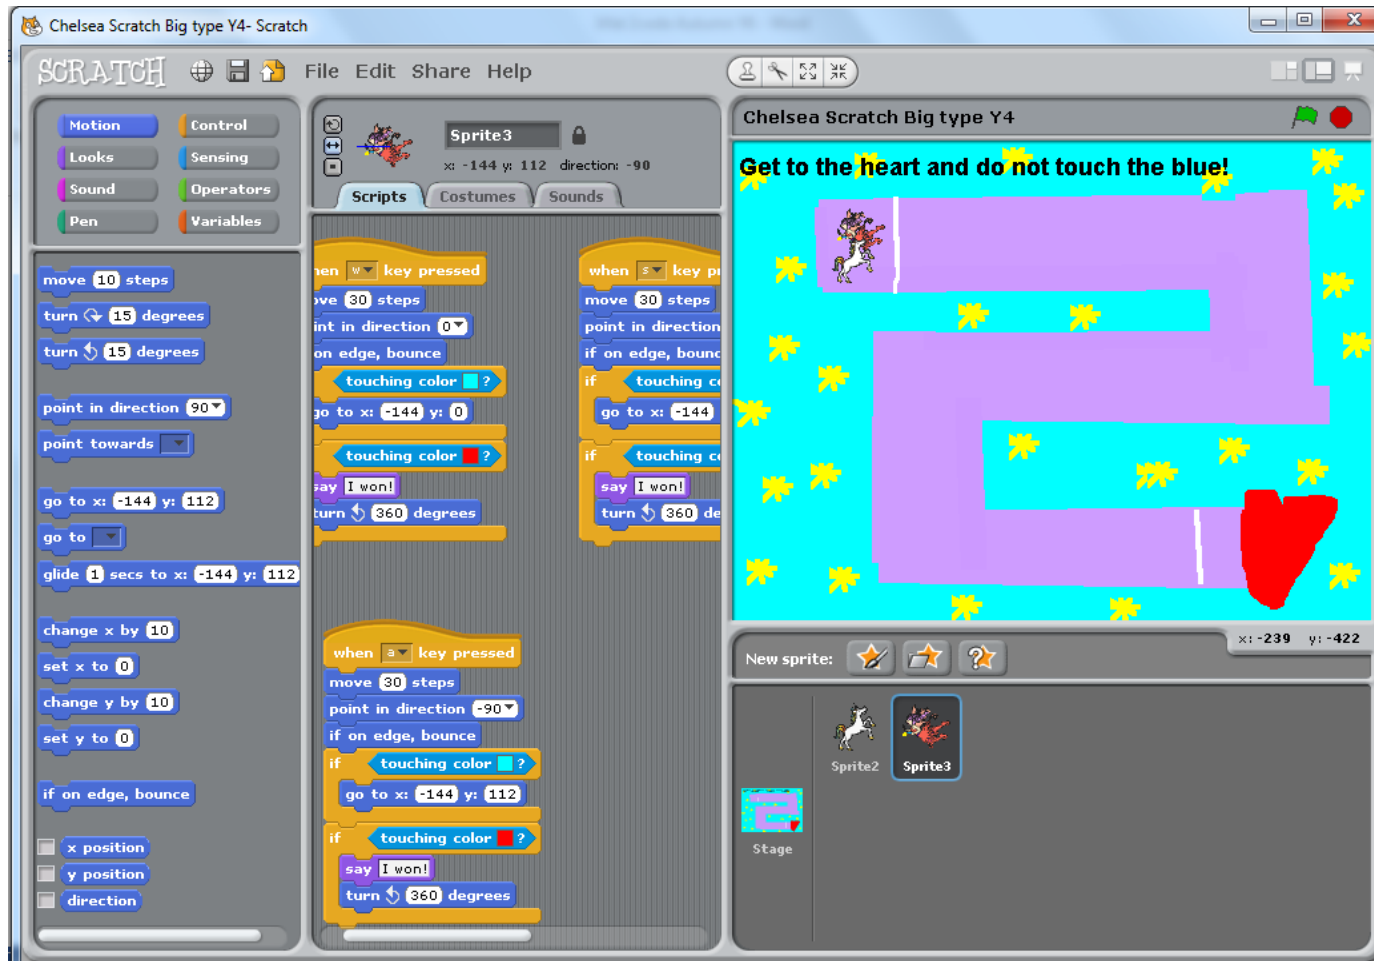 Chelsea Scratch Big type Y4- Scratch
SCRATCH File Edit Share Help
Motion Control
Looks Sensing
Sound Operators
Pen Variables
move 10 steps
turn 15 degrees
turn 15 degrees
point in direction 90
point towards
go to x: -144 y: 112
go to
glide 1 secs to x: -144 y: 112
change x by 10
set x to 0
change y by 10
set y to 0
if on edge, bounce
x position
y position
direction
Sprite3
x: -144 y: 112 direction: -90
Scripts Costumes Sounds
w key pressed
30 steps
in direction 0
on edge, bounce
touching color ?
go to x: -144 y: 0
touching color ?
say I won!
turn 360 degrees
when s key
move 30 steps
point in direction
if on edge,
if touching
go to x: -144
if touching
say I won!
turn 360
when a key pressed
move 30 steps
point in direction -90
if on edge, bounce
if touching color ?
go to x: -144 y: 112
if touching color ?
say I won!
turn 360 degrees
Chelsea Scratch Big type Y4
Get to the heart and do not touch the blue!
x: -239 y: -422
New sprite:
Sprite2 Sprite3
Stage